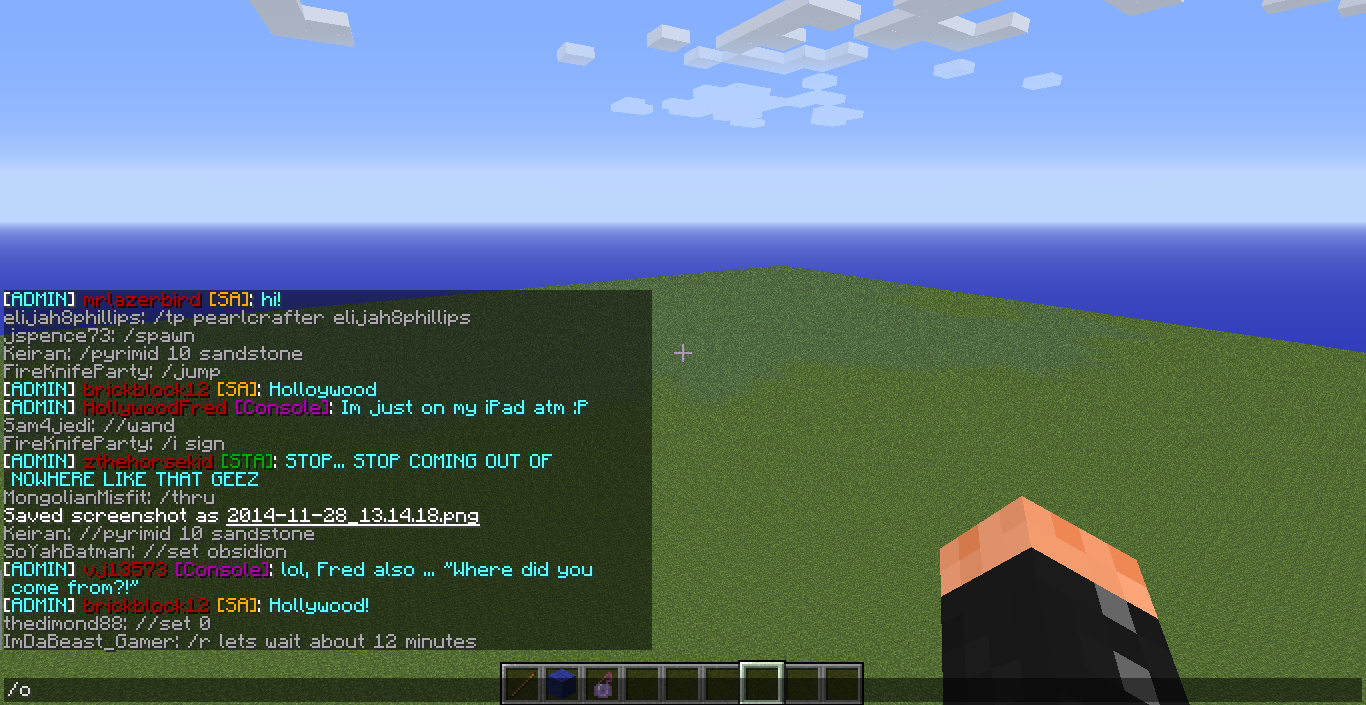 [ADMIN] mrlazerbird [SA]: hi!
elijah8phillips: /tp pearlcrafter elijah8phillips
jspence73: /spawn
Keiran: /pyrimid 10 sandstone
FireKnifeParty: /jump
[ADMIN] brickblock12 [SA]: Holloywood
[ADMIN] HollywoodFred [Console]: Im just on my iPad atm :P
Sam4jedi: //wand
FireKnifeParty: /i sign
[ADMIN] zthehorsekid [STA]: STOP... STOP COMING OUT OF
NOWHERE LIKE THAT GEEZ
MongolianMisfit: /thru
Saved screenshot as 2014-11-28_13.14.18.png
Keiran: //pyrimid 10 sandstone
SoYahBatman: //set obsidion
[ADMIN] vj13573 [Console]: lol, Fred also ... "Where did you
come from?!"
[ADMIN] brickblock12 [SA]: Hollywood!
thedimond88: //set 0
ImDaBeast_Gamer: /r lets wait about 12 minutes
/o